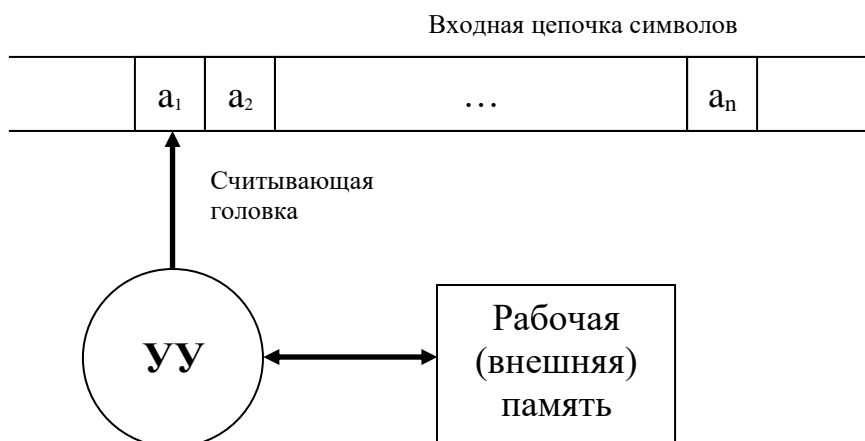 Входная цепочка символов
a₁ a₂ … aₙ
Считывающая
головка
УУ
Рабочая
(внешняя)
память